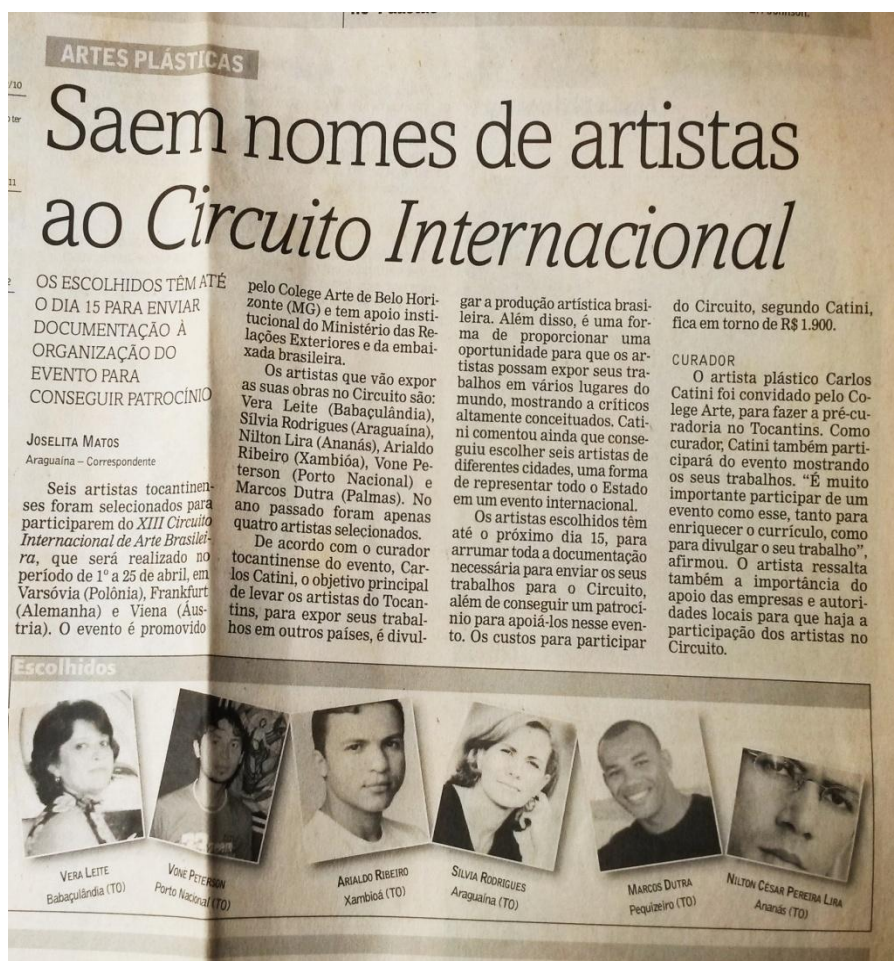 ARTES PLÁSTICAS
Saem nomes de artistas
ao Circuito Internacional
OS ESCOLHIDOS TÊM ATÉ
O DIA 15 PARA ENVIAR
DOCUMENTAÇÃO À
ORGANIZAÇÃO DO
EVENTO PARA
CONSEGUIR PATROCÍNIO
JOSELITA MATOS
Araguaína – Correspondente
Seis artistas tocantinen-
ses foram selecionados para
participarem do XIII Circuito
Internacional de Arte Brasilei-
ra, que será realizado no
período de 1º a 25 de abril, em
Varsóvia (Polônia), Frankfurt
(Alemanha) e Viena (Áus-
tria). O evento é promovido
pelo Colege Arte de Belo Hori-
zonte (MG) e tem apoio insti-
tucional do Ministério das Re-
lações Exteriores e da embai-
xada brasileira.
Os artistas que vão expor
as suas obras no Circuito são:
Vera Leite (Babaçulândia),
Sílvia Rodrigues (Araguaína),
Nilton Lira (Ananás), Arialdo
Ribeiro (Xambióa), Vone Pe-
terson (Porto Nacional) e
Marcos Dutra (Palmas). No
ano passado foram apenas
quatro artistas selecionados.
De acordo com o curador
tocantinense do evento, Car-
los Catini, o objetivo principal
de levar os artistas do Tocan-
tins, para expor seus trabal-
hos em outros países, é divul-
gar a produção artística brasi-
leira. Além disso, é uma for-
ma de proporcionar uma
oportunidade para que os ar-
tistas possam expor seus tra-
balhos em vários lugares do
mundo, mostrando a críticos
altamente conceituados. Cati-
ni comentou ainda que conse-
guiu escolher seis artistas de
diferentes cidades, uma forma
de representar todo o Estado
em um evento internacional.
Os artistas escolhidos têm
até o próximo dia 15, para
arrumar toda a documentação
necessária para enviar os seus
trabalhos para o Circuito,
além de conseguir um patrocí-
nio para apoiá-los nesse even-
to. Os custos para participar
do Circuito, segundo Catini,
fica em torno de R$ 1.900.
CURADOR
O artista plástico Carlos
Catini foi convidado pelo Co-
lege Arte, para fazer a pré-cu-
radoria no Tocantins. Como
curador, Catini também parti-
cipará do evento mostrando
os seus trabalhos. “É muito
importante participar de um
evento como esse, tanto para
enriquecer o currículo, como
para divulgar o seu trabalho”,
afirmou. O artista ressalta
também a importância do
apoio das empresas e autori-
dades locais para que haja a
participação dos artistas no
Circuito.
Escolhidos
VERA LEITE
Babaçulândia (TO)
VONE PETERSON
Porto Nacional (TO)
ARIALDO RIBEIRO
Xambioá (TO)
SILVIA RODRIGUES
Araguaína (TO)
MARCOS DUTRA
Pequizeiro (TO)
NILTON CÉSAR PEREIRA LIRA
Ananás (TO)